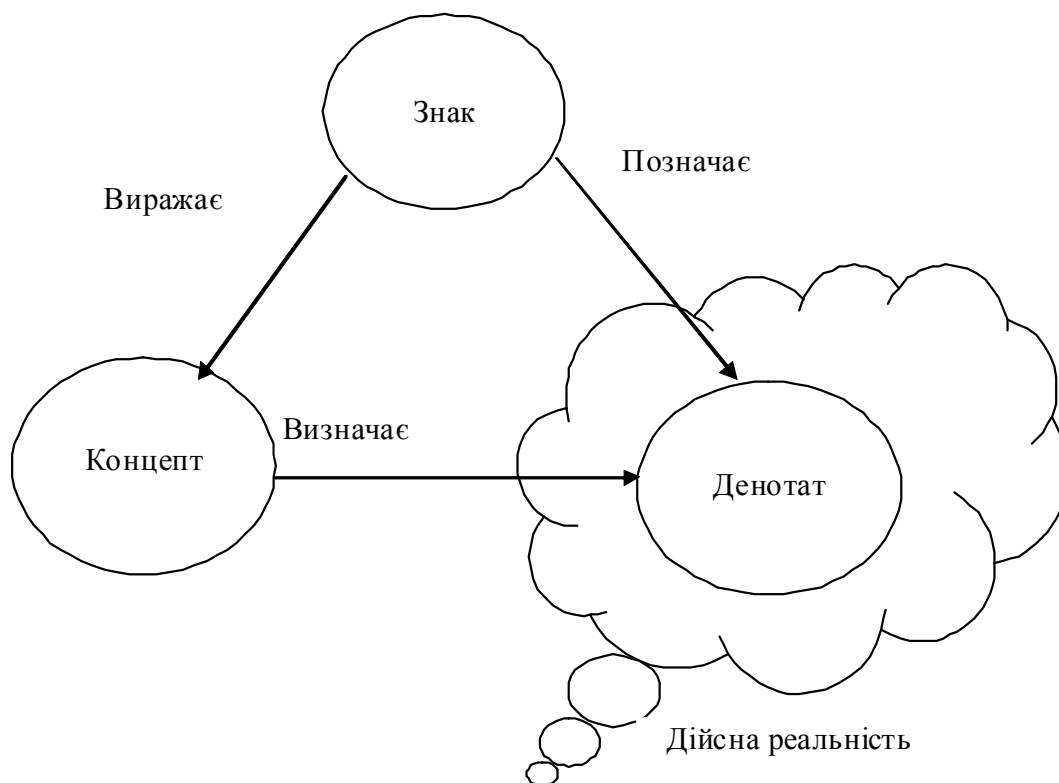 Знак
Позначає
Виражає
Визначає
Концепт
Денотат
Дійсна реальність